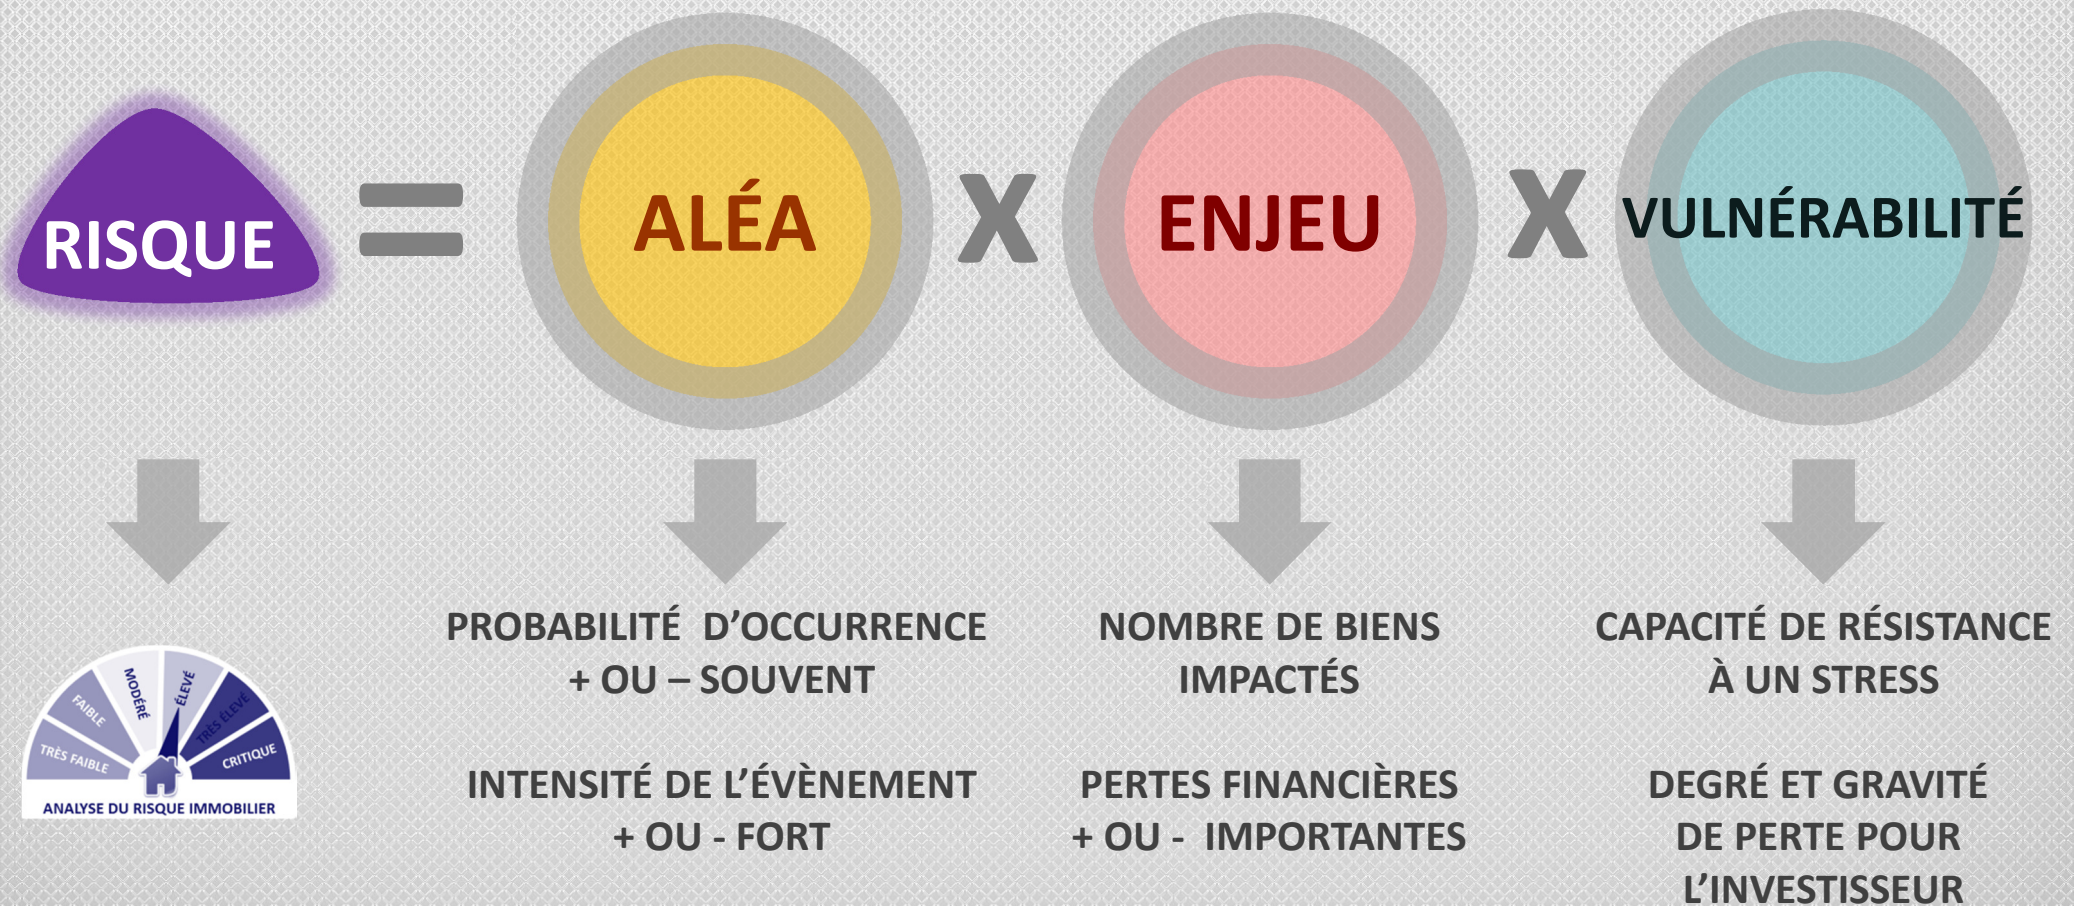 RISQUE
=
ALÉA
X
ENJEU
X
VULNÉRABILITÉ
PROBABILITÉ D’OCCURRENCE
+ OU – SOUVENT
INTENSITÉ DE L’ÉVÈNEMENT
+ OU - FORT
NOMBRE DE BIENS
IMPACTÉS
PERTES FINANCIÈRES
+ OU - IMPORTANTES
CAPACITÉ DE RÉSISTANCE
À UN STRESS
DEGRÉ ET GRAVITÉ
DE PERTE POUR
L’INVESTISSEUR
TRÈS FAIBLE
FAIBLE
MODÉRÉ
ÉLEVÉ
TRÈS ÉLEVÉ
CRITIQUE
ANALYSE DU RISQUE IMMOBILIER